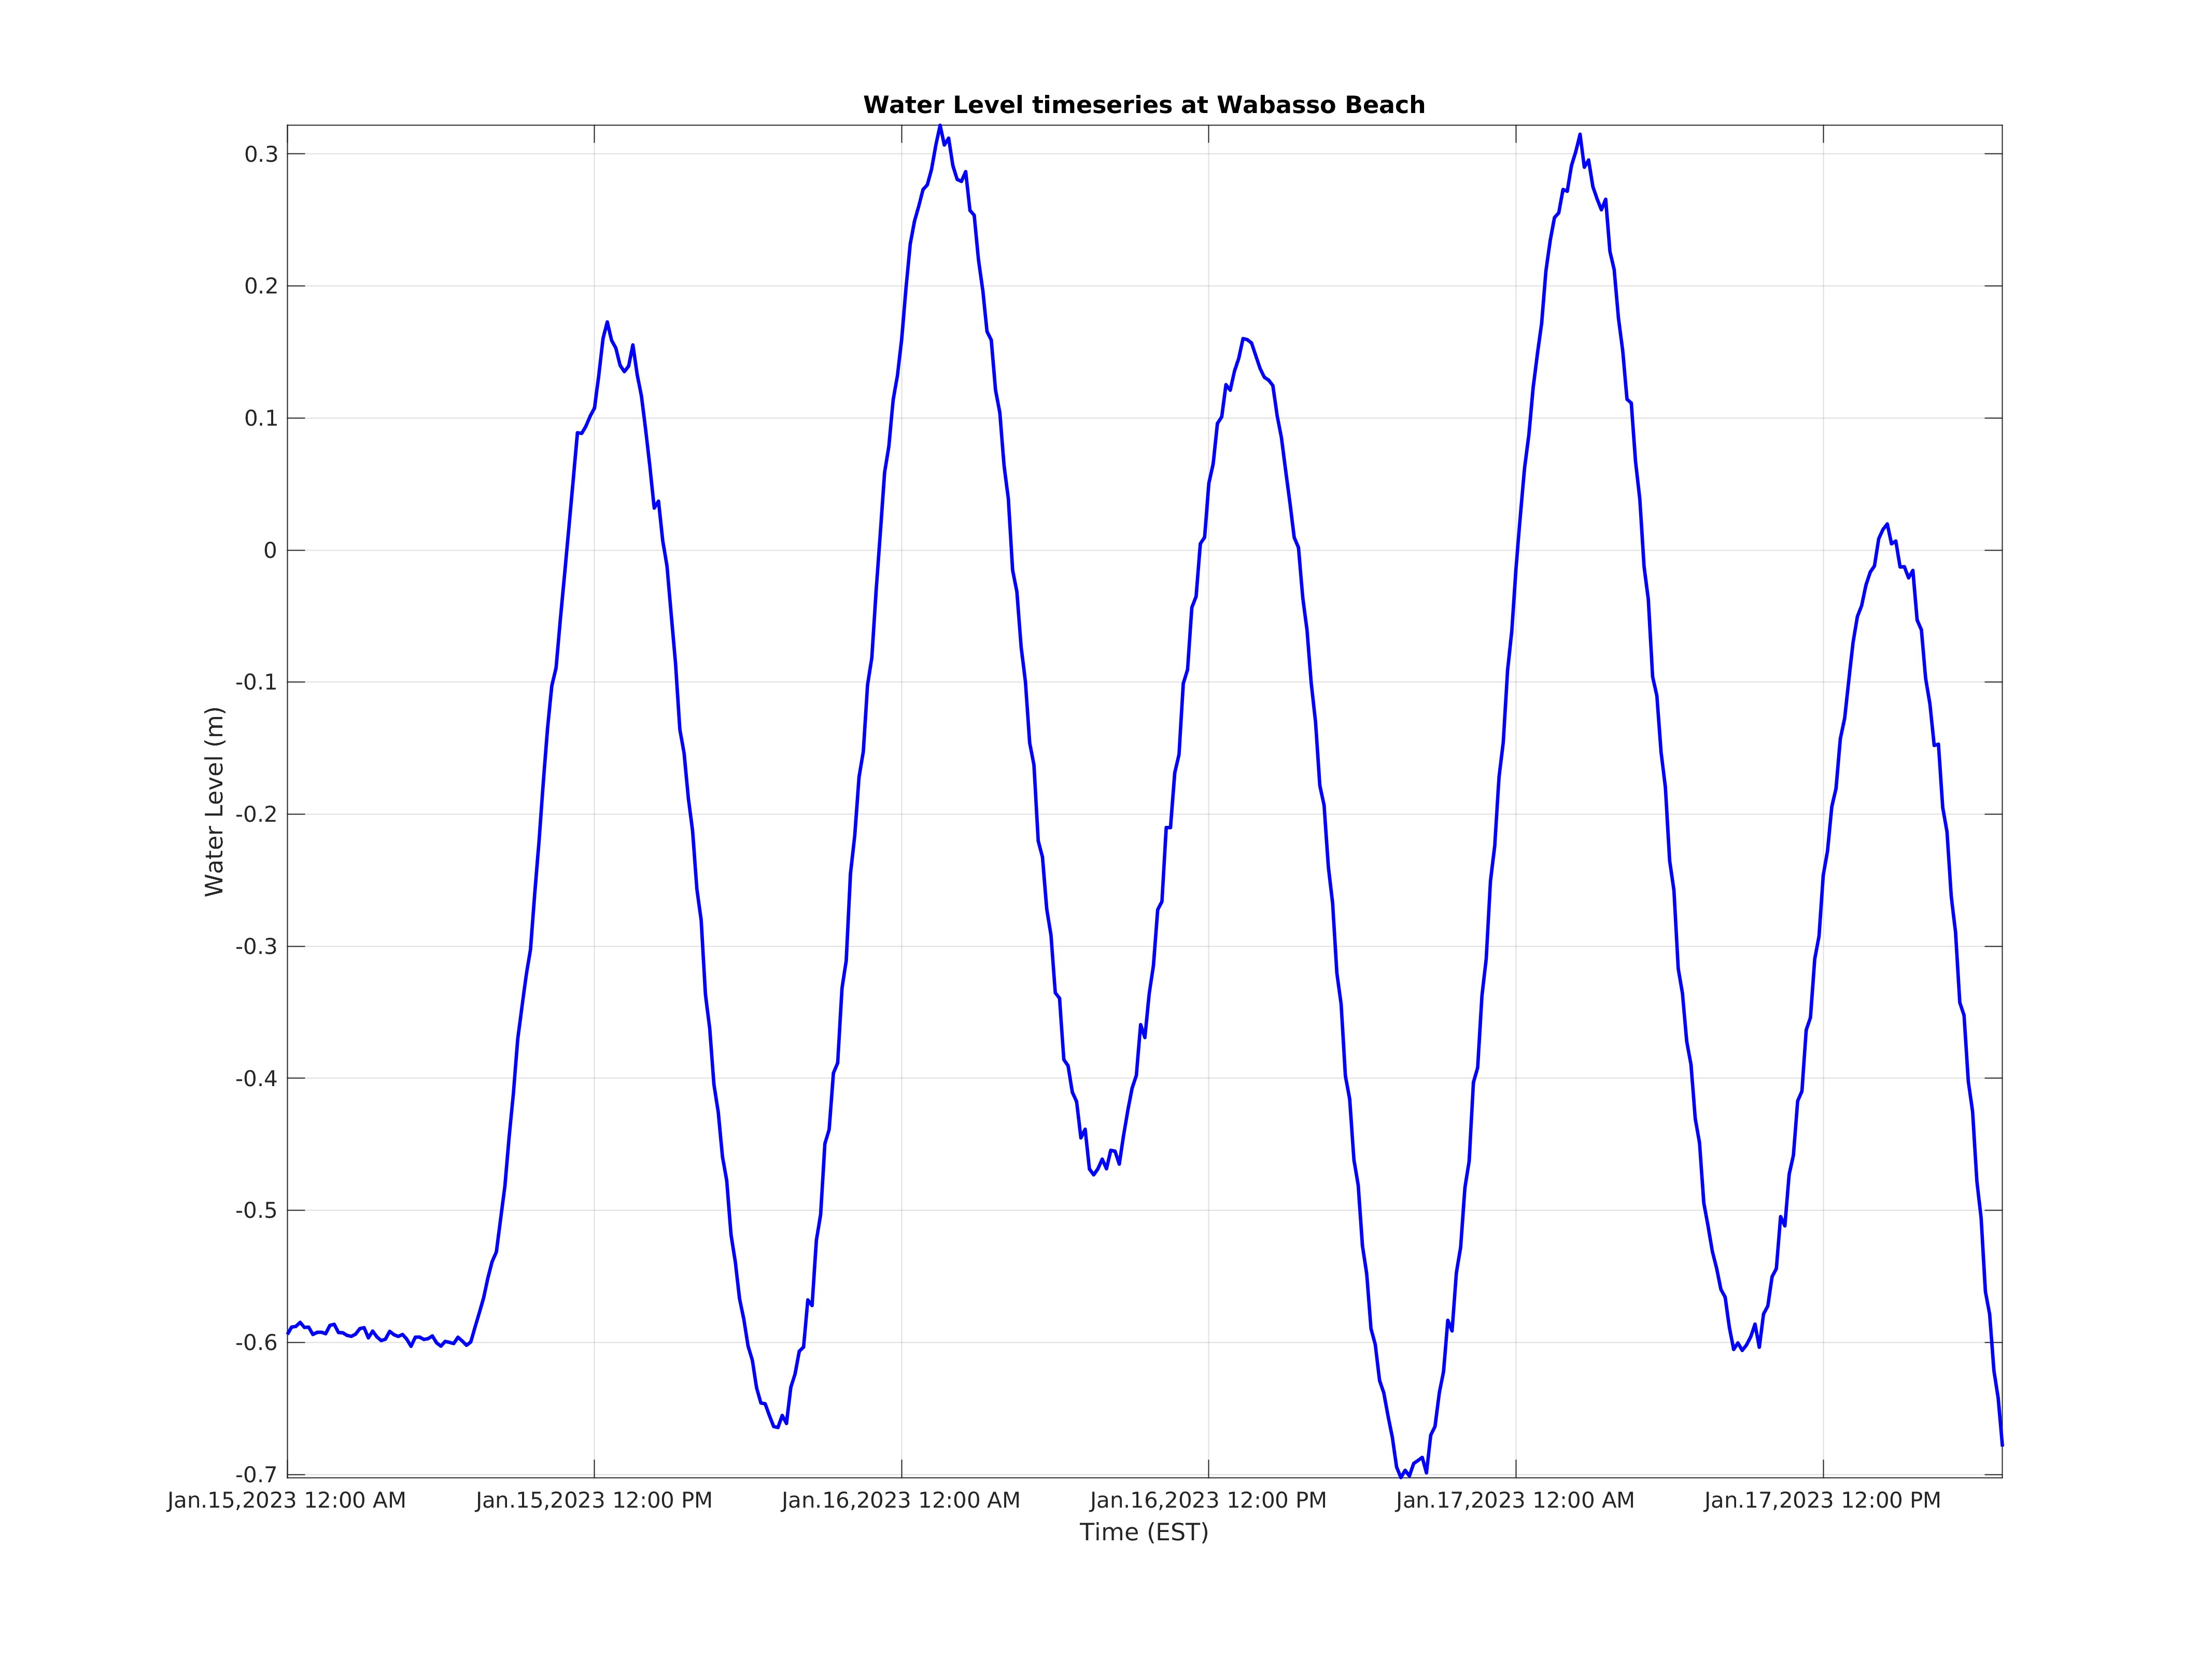 Water Level timeseries at Wabasso Beach
0.3
0.2
0.1
0
-0.1
-0.2
-0.3
-0.4
-0.5
-0.6
-0.7
Water Level (m)
Jan.15,2023 12:00 AM
Jan.15,2023 12:00 PM
Jan.16,2023 12:00 AM
Jan.16,2023 12:00 PM
Jan.17,2023 12:00 AM
Jan.17,2023 12:00 PM
Time (EST)